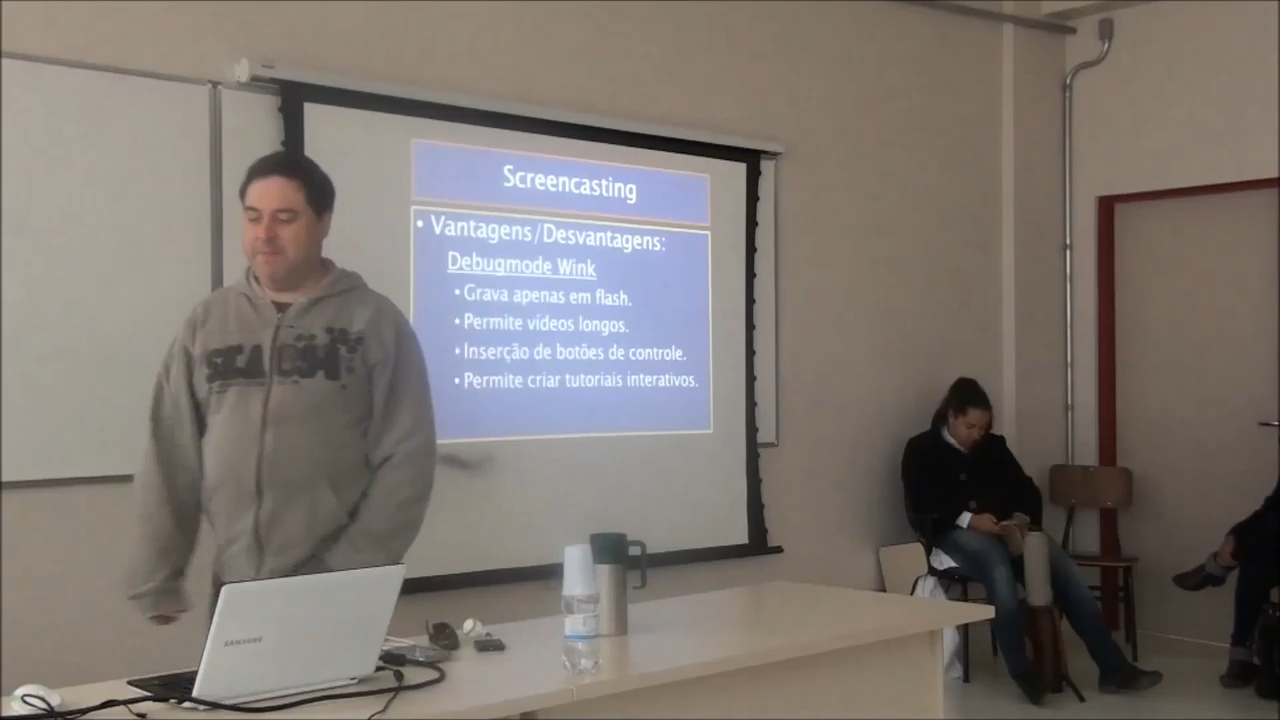 Screencasting
• Vantagens/Desvantagens:
Debugmode Wink
• Grava apenas em flash.
• Permite vídeos longos.
• Inserção de botões de controle.
• Permite criar tutoriais interativos.
SAMSUNG